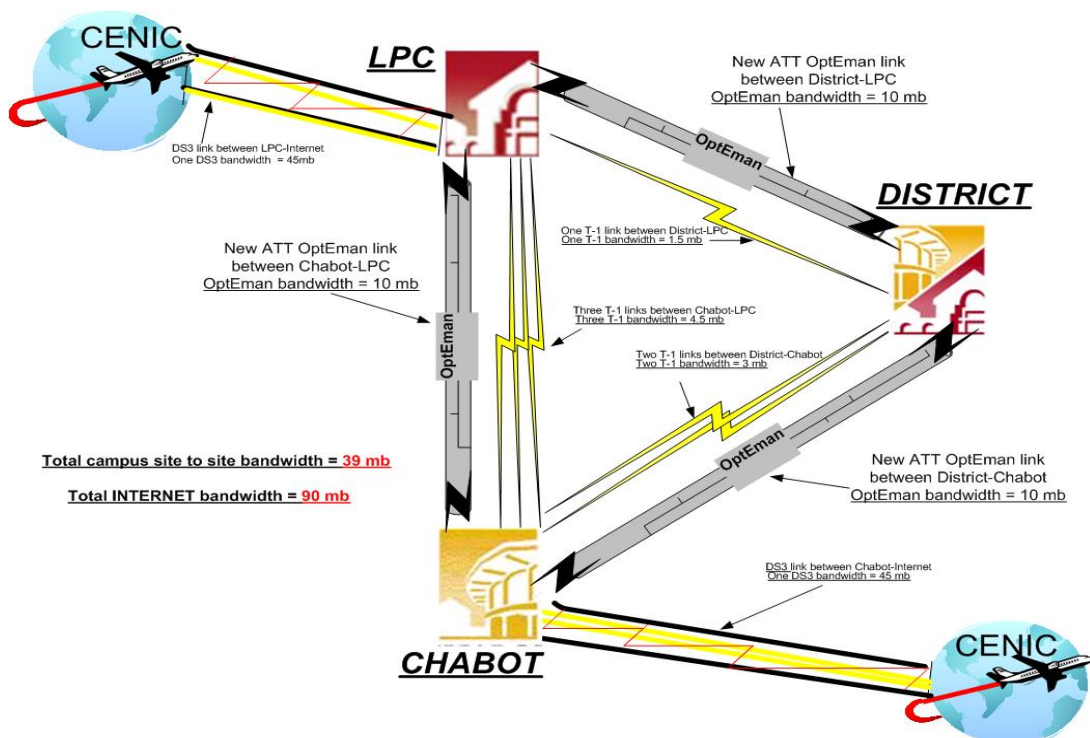 CENIC
LPC
New ATT OptEman link
between District-LPC
OptEman bandwidth = 10 mb
DS3 link between LPC-Internet
One DS3 bandwidth = 45mb
OptEman
DISTRICT
One T-1 link between District-LPC
One T-1 bandwidth = 1.5 mb
New ATT OptEman link
between Chabot-LPC
OptEman bandwidth = 10 mb
OptEman
Three T-1 links between Chabot-LPC
Three T-1 bandwidth = 4.5 mb
Two T-1 links between District-Chabot
Two T-1 bandwidth = 3 mb
OptEman
Total campus site to site bandwidth = 39 mb
Total INTERNET bandwidth = 90 mb
New ATT OptEman link
between District-Chabot
OptEman bandwidth = 10 mb
DS3 link between Chabot-Internet
One DS3 bandwidth = 45 mb
CHABOT
CENIC